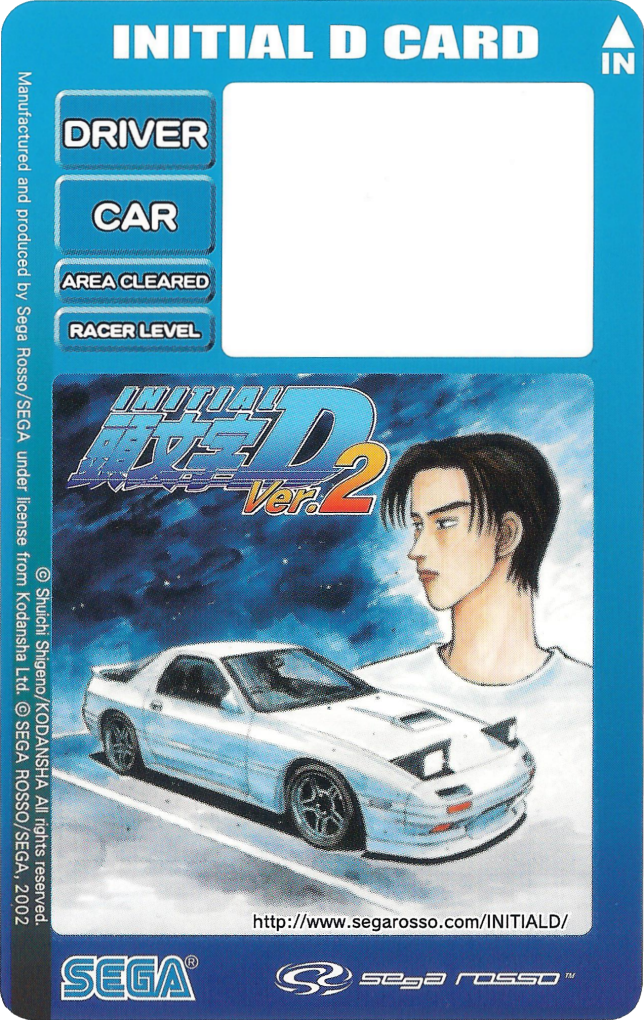 INITIAL D CARD
IN
DRIVER
CAR
AREA CLEARED
RACER LEVEL
INITIAL
頭文字D
Ver.2
http://www.segarosso.com/INITIALD/
SEGA®
sega rosso™
Manufactured and produced by Sega Rosso/SEGA under license from Kodansha Ltd. © SEGA ROSSO/SEGA, 2002
© Shuichi Shigeno/KODANSHA All rights reserved.